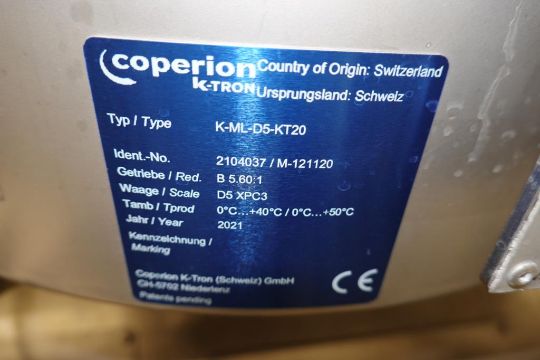 coperion
K-TRON
Country of Origin: Switzerland
Ursprungsland: Schweiz
Typ / Type K-ML-D5-KT20
Ident.-No. 2104037 / M-121120
Getriebe / Red. B 5.60:1
Waage / Scale D5 XPC3
Tamb / Tprod 0°C...+40°C / 0°C...+50°C
Jahr / Year 2021
Kennzeichnung /
Marking
Coperion K-Tron (Schweiz) GmbH
CH-5702 Niederlenz
Patents pending
CE